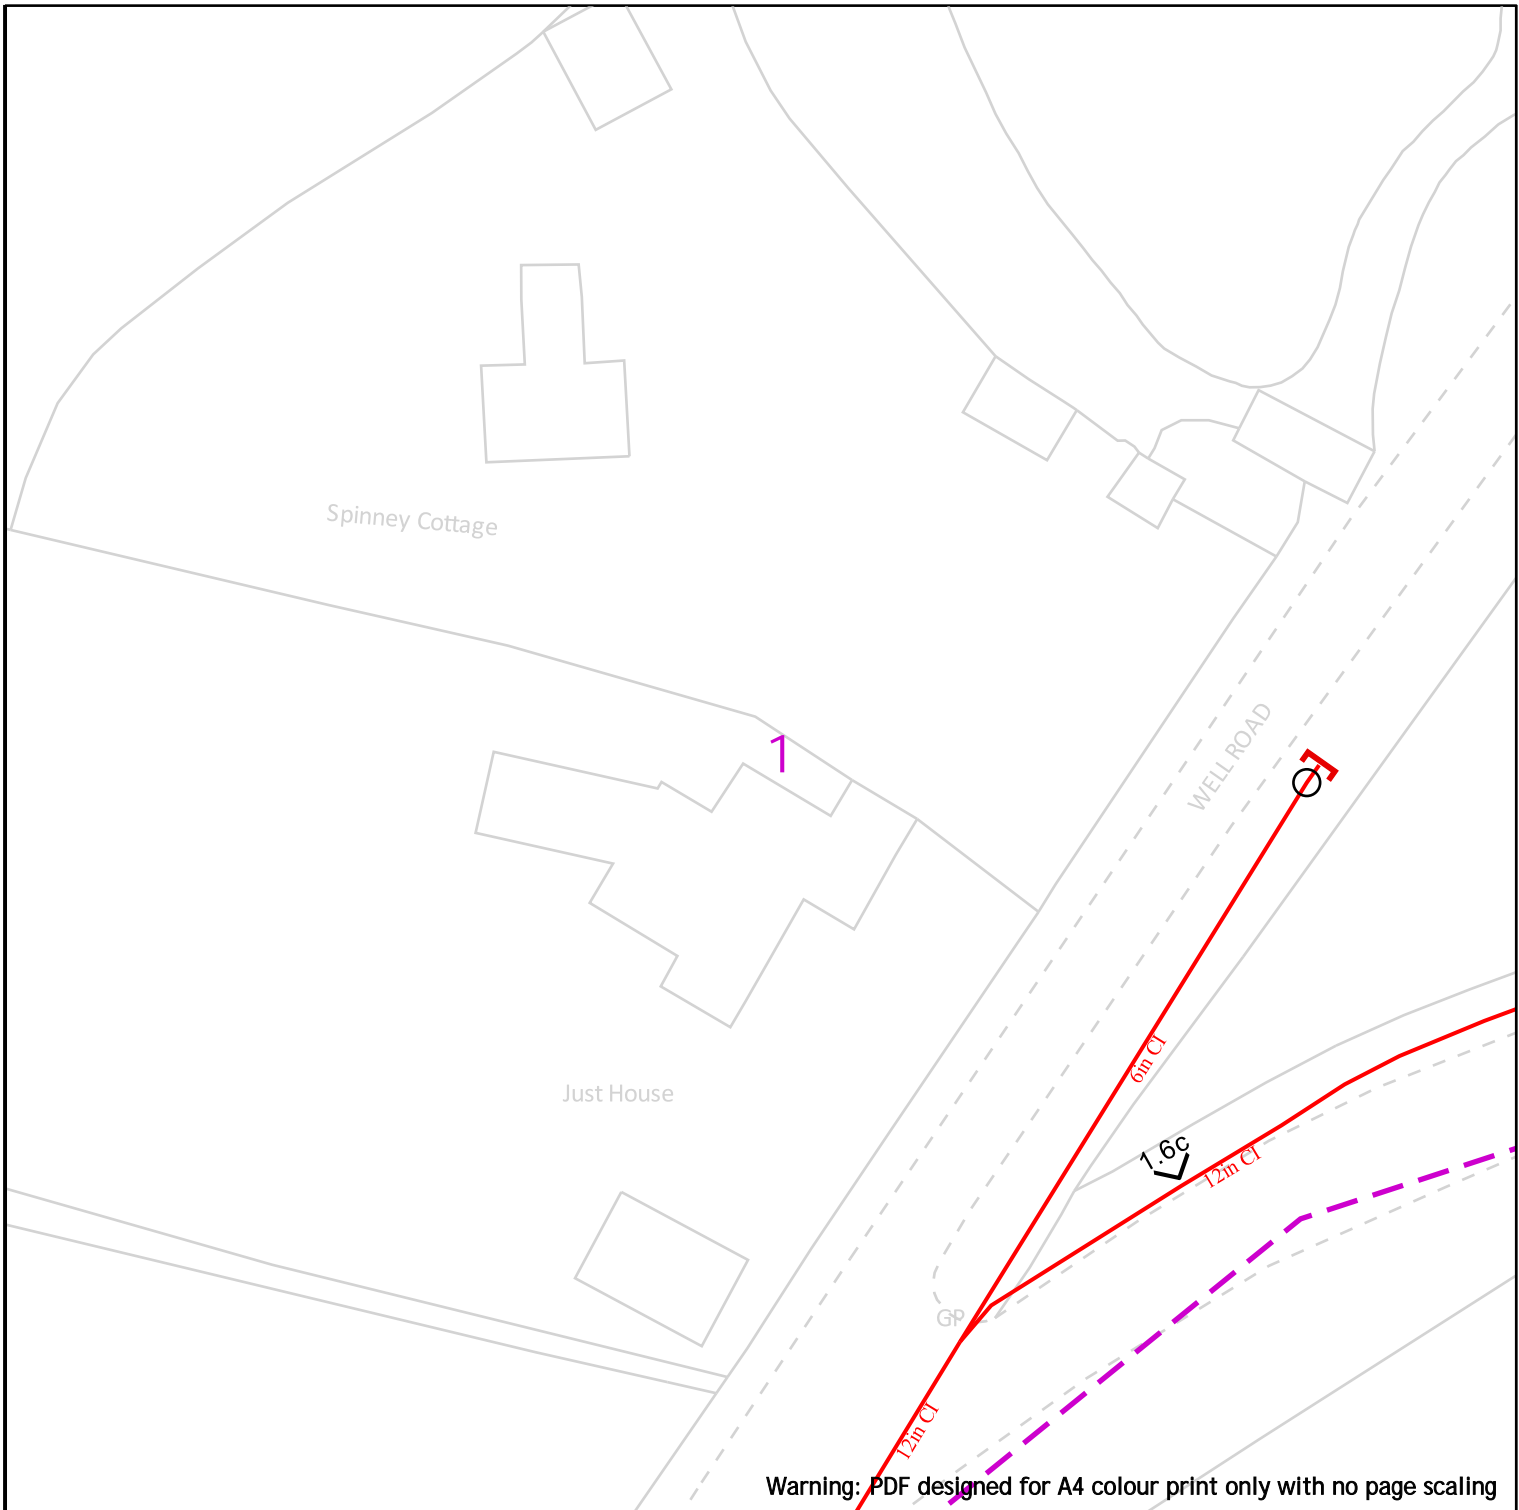 Spinney Cottage
WELL ROAD
1
6in CI
Just House
1.6c
12in CI
GP
12in CI
Warning: PDF designed for A4 colour print only with no page scaling